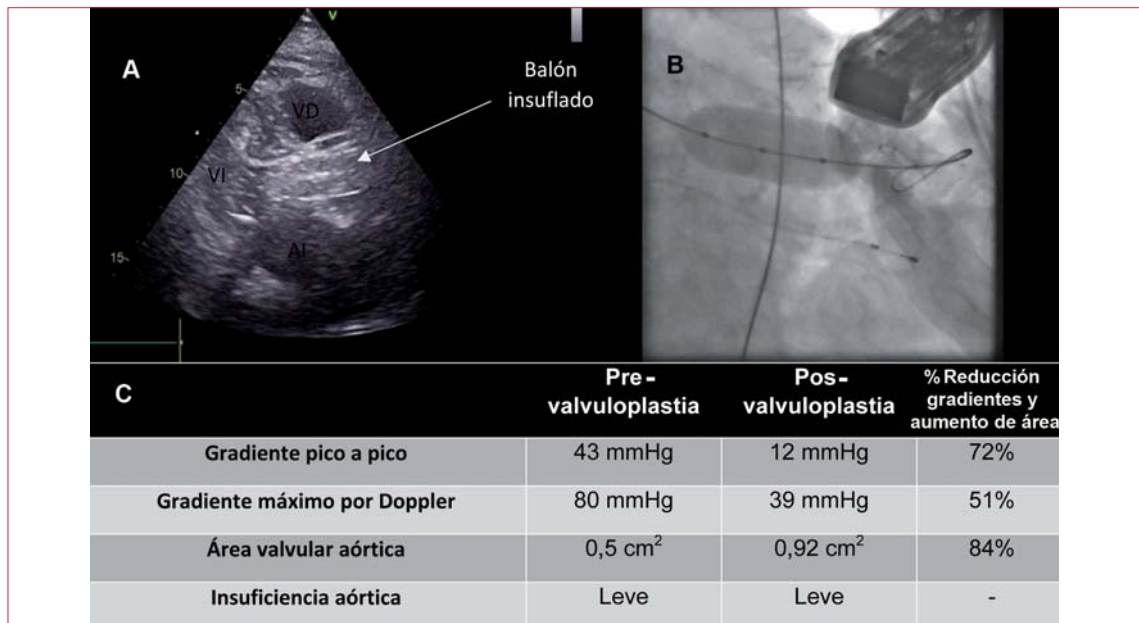 V
A
B
Balón
insuflado
5
VD
VI
10
AI
15
C
Pre-
valvuloplastia
Pos-
valvuloplastia
% Reducción
gradientes y
aumento de área
Gradiente pico a pico
43 mmHg
12 mmHg
72%
Gradiente máximo por Doppler
80 mmHg
39 mmHg
51%
Área valvular aórtica
0,5 cm²
0,92 cm²
84%
Insuficiencia aórtica
Leve
Leve
-